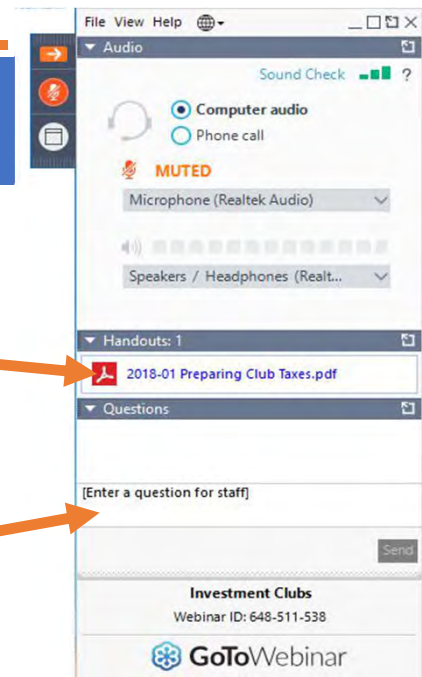 File View Help
Audio
Sound Check ?
Computer audio
Phone call
MUTED
Microphone (Realtek Audio)
Speakers / Headphones (Realt...
Handouts: 1
2018-01 Preparing Club Taxes.pdf
Questions
[Enter a question for staff]
Send
Investment Clubs
Webinar ID: 648-511-538
GoToWebinar